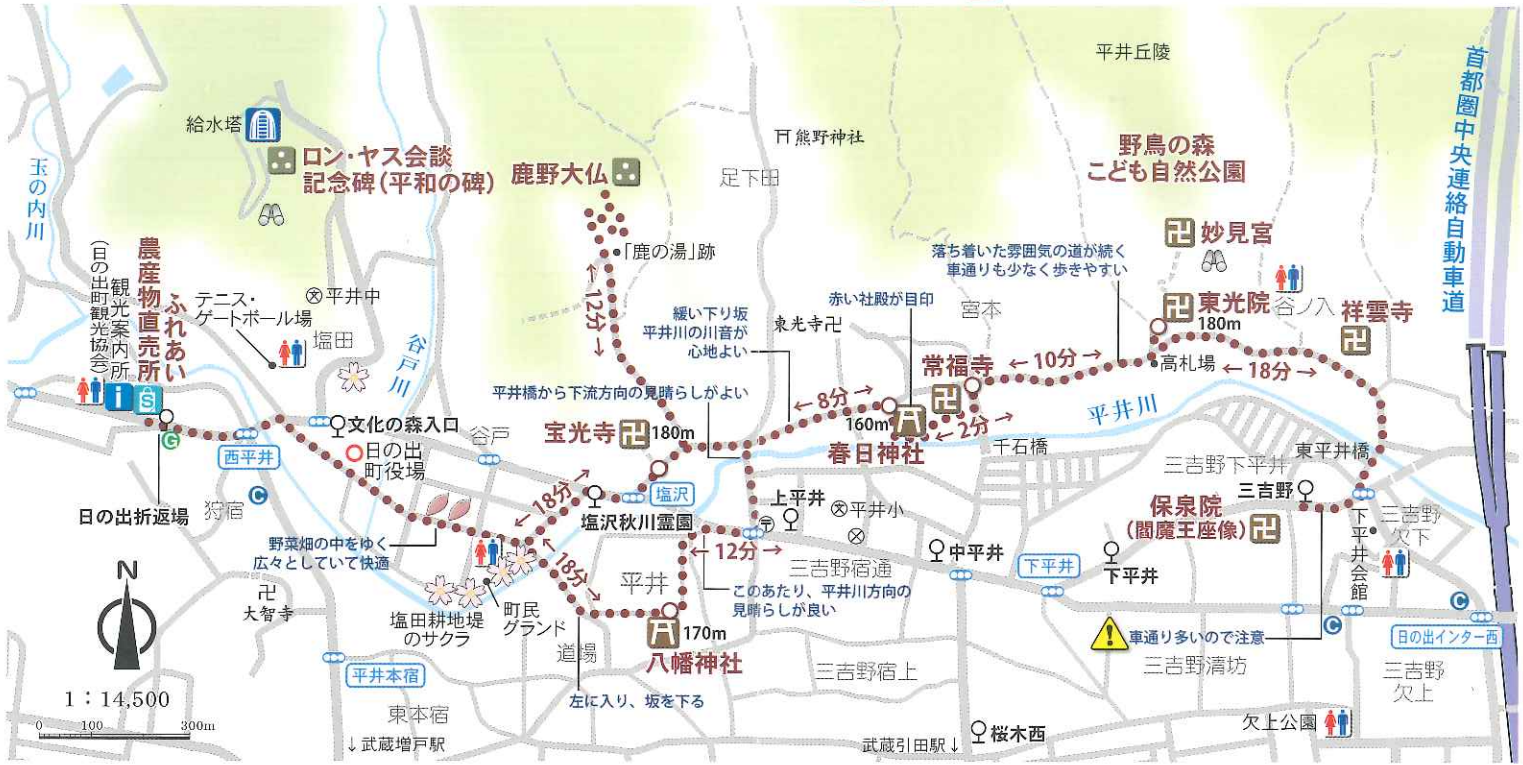 平井丘陵
首都圏中央連絡自動車道
給水塔
ロン・ヤス会談
記念碑（平和の碑）
鹿野大仏
熊野神社
足下田
野鳥の森
こども自然公園
玉の内川
「鹿の湯」跡
妙見宮
落ち着いた雰囲気の道が続く
車通りも少なく歩きやすい
ふれあい
農産物直売所
観光案内所
（日の出町観光協会）
テニス・
ゲートボール場
平井中
塩田
谷戸川
←12分→
緩い下り坂
平井川の川音が
心地よい
東光寺卍
赤い社殿が目印
宮本
東光院
180m
谷ノ入
祥雲寺
高札場
常福寺
←10分→
←18分→
平井橋から下流方向の見晴らしがよい
←8分→
160m
春日神社
←2分→
千石橋
平井川
i
S
G
文化の森入口
日の出
町役場
谷戸
宝光寺
180m
西平井
C
狩宿
日の出折返場
←18分→
塩沢
塩沢秋川霊園
上平井
平井小
三吉野下平井
東平井橋
三吉野
保泉院
（閻魔王座像）
下平井会館
三吉野
欠下
野菜畑の中をゆく
広々としていて快適
←12分→
三吉野宿通
中平井
下平井
下平井
N
卍
大智寺
←18分→
平井
このあたり、平井川方向の
見晴らしが良い
塩田耕地堤
のサクラ
町民
グランド
道場
170m
八幡神社
C
C
日の出インター西
車通り多いので注意
三吉野溝坊
三吉野
欠上
三吉野宿上
平井本宿
左に入り、坂を下る
1：14,500
0 100 300m
東本宿
↓武蔵増戸駅
武蔵引田駅↓
桜木西
欠上公園